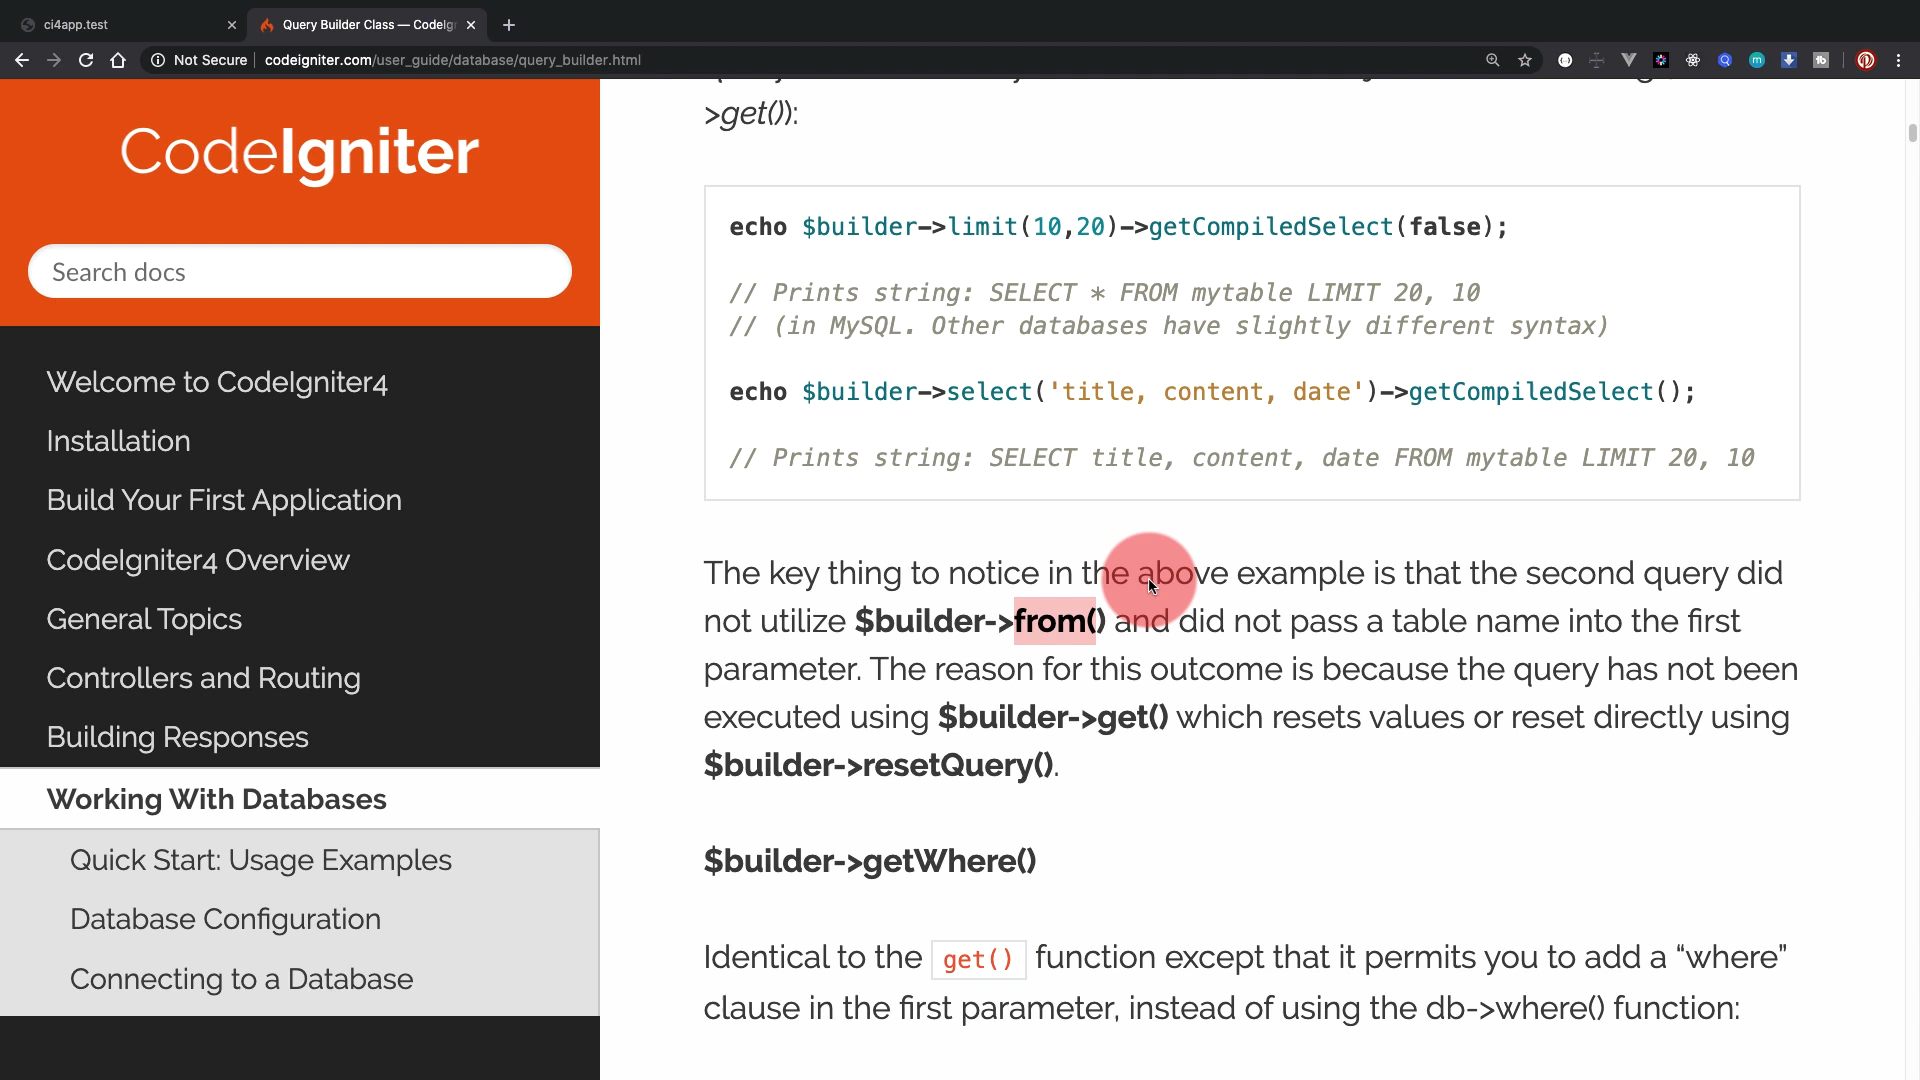 ci4app.test
Query Builder Class — CodeIg
Not Secure
codeigniter.com/user_guide/database/query_builder.html
CodeIgniter
Search docs
Welcome to CodeIgniter4
Installation
Build Your First Application
CodeIgniter4 Overview
General Topics
Controllers and Routing
Building Responses
Working With Databases
Quick Start: Usage Examples
Database Configuration
Connecting to a Database
>get()):
echo $builder->limit(10,20)->getCompiledSelect(false);
// Prints string: SELECT * FROM mytable LIMIT 20, 10
// (in MySQL. Other databases have slightly different syntax)
echo $builder->select('title, content, date')->getCompiledSelect();
// Prints string: SELECT title, content, date FROM mytable LIMIT 20, 10
The key thing to notice in the above example is that the second query did
not utilize $builder->from() and did not pass a table name into the first
parameter. The reason for this outcome is because the query has not been
executed using $builder->get() which resets values or reset directly using
$builder->resetQuery().
$builder->getWhere()
Identical to the get() function except that it permits you to add a “where”
clause in the first parameter, instead of using the db->where() function: